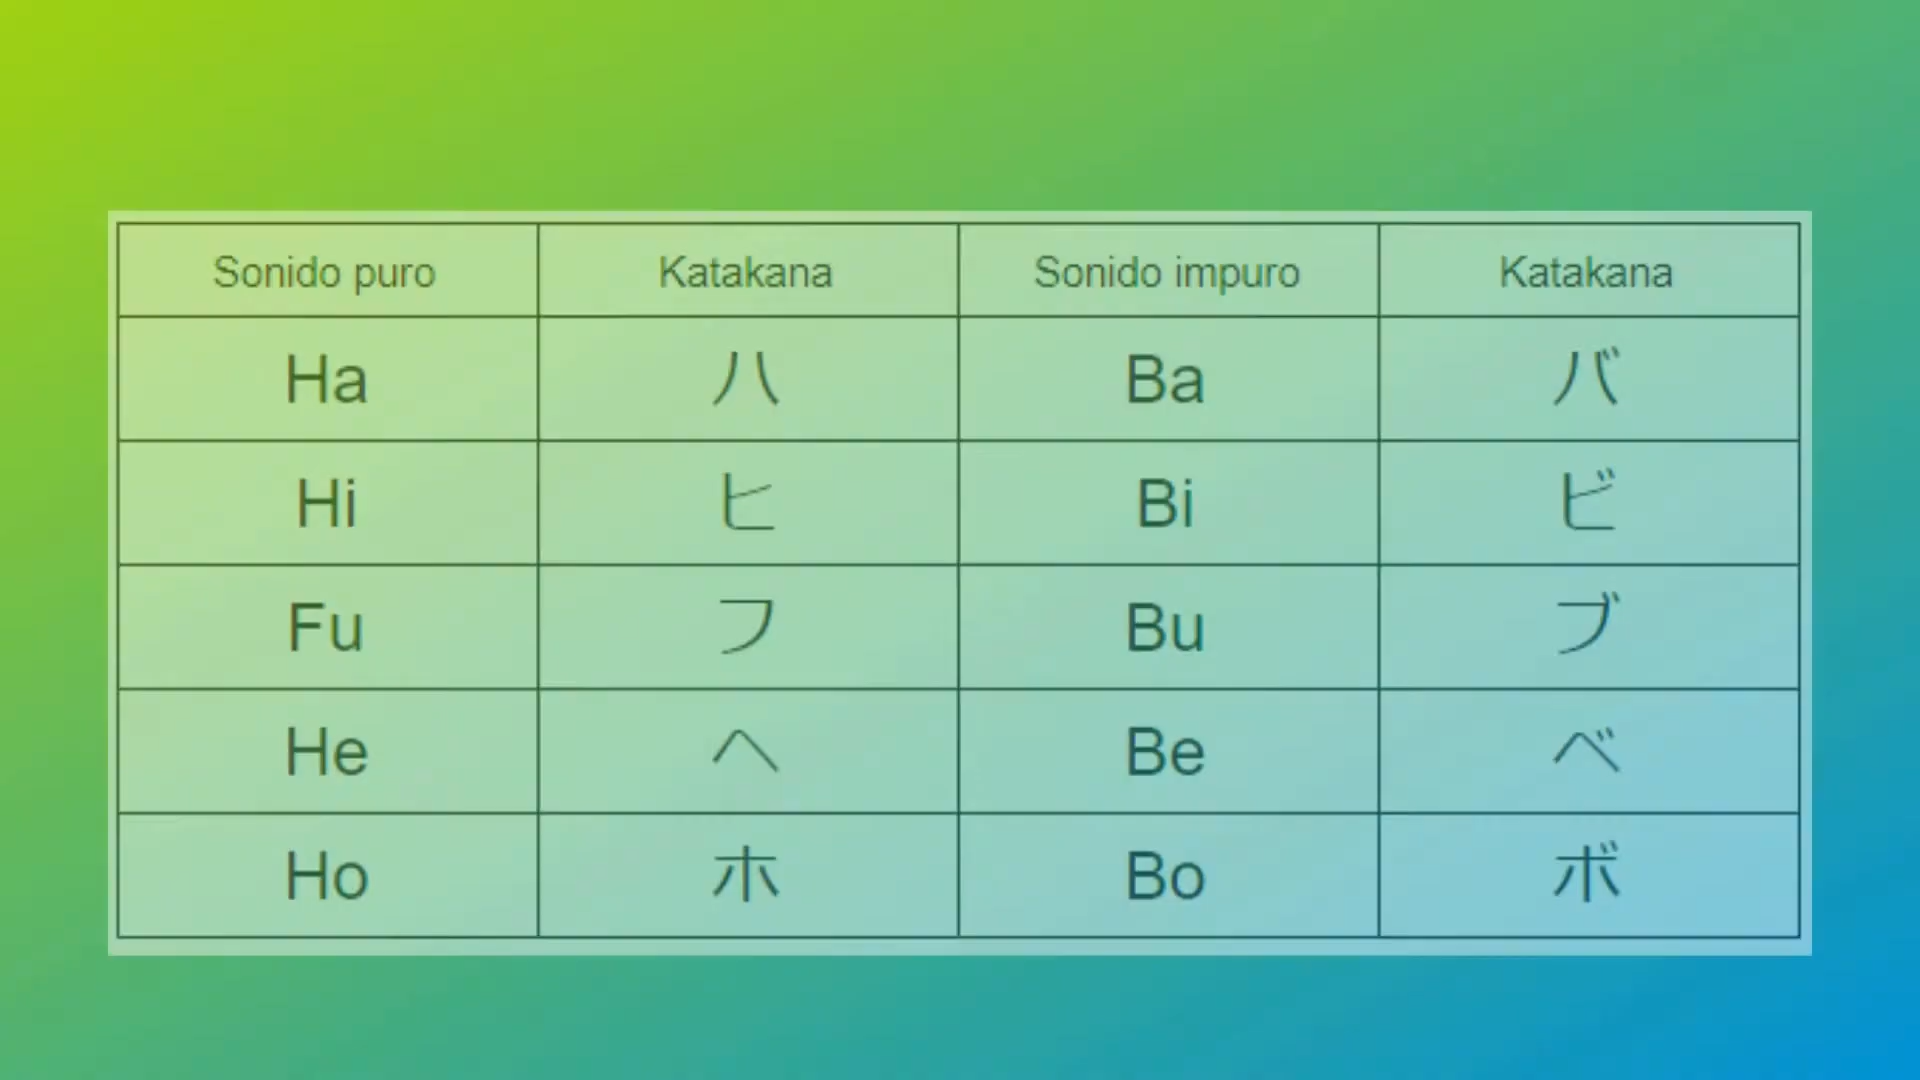 Sonido puro Katakana Sonido impuro Katakana
Ha ハ Ba バ
Hi ヒ Bi ビ
Fu フ Bu ブ
He ヘ Be ベ
Ho ホ Bo ボ